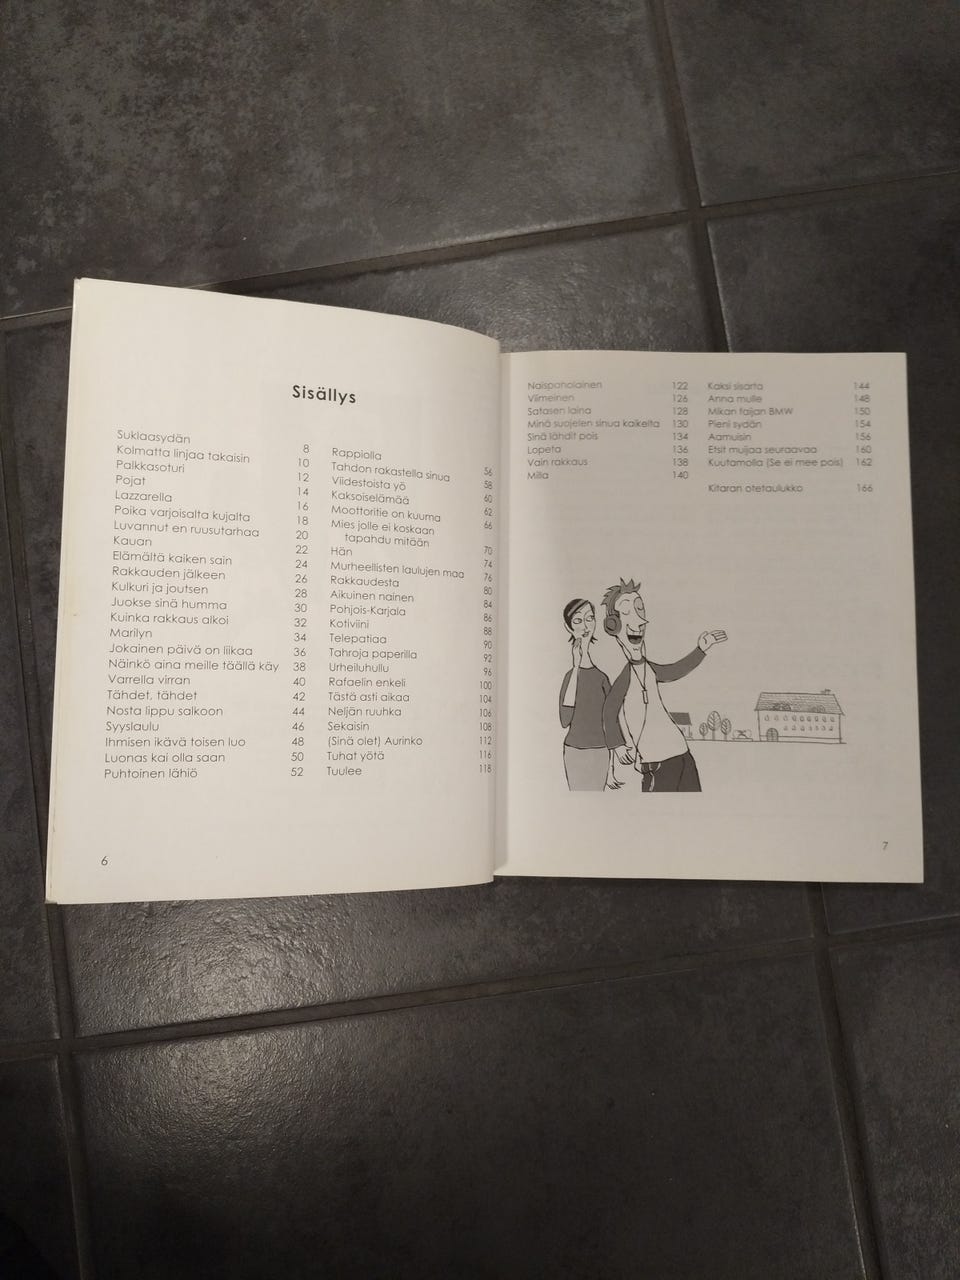 Sisällys
Suklaasydän 8
Kolmatta linjaa takaisin 10
Palkkasoturi 12
Pojat 14
Lazzarella 16
Poika varjoisalta kujalta 18
Luvannut en ruusutarhaa 20
Kauan 22
Elämältä kaiken sain 24
Rakkauden jälkeen 26
Kulkuri ja joutsen 28
Juokse sinä humma 30
Kuinka rakkaus alkoi 32
Marilyn 34
Jokainen päivä on liikaa 36
Näinkö aina meille täällä käy 38
Varrella virran 40
Tähdet, tähdet 42
Nosta lippu salkoon 44
Syyslaulu 46
Ihmisen ikävä toisen luo 48
Luonas kai olla saan 50
Puhtoinen lähiö 52
Rappiolla 56
Tahdon rakastella sinua 58
Viidestoista yö 60
Kaksoiselämää 62
Moottoritie on kuuma 66
Mies jolle ei koskaan
tapahdu mitään 70
Hän 74
Murheellisten laulujen maa 76
Rakkaudesta 80
Aikuinen nainen 84
Pohjois-Karjala 86
Kotiviini 88
Telepatiaa 90
Tahroja paperilla 92
Urheiluhullu 96
Rafaelin enkeli 100
Tästä asti aikaa 104
Neljän ruuhka 106
Sekaisin 108
(Sinä olet) Aurinko 112
Tuhat yötä 116
Tuulee 118
6
Naispaholainen 122
Viimeinen 126
Satasen laina 128
Minä suojelen sinua kaikelta 130
Sinä lähdit pois 134
Lopeta 136
Vain rakkaus 138
Milla 140
Kaksi sisarta 144
Anna mulle 148
Mikan faijan BMW 150
Pieni sydän 154
Aamuisin 156
Etsit muijaa seuraavaa 160
Kuutamolla (Se ei mee pois) 162
Kitaran otetaulukko 166
7